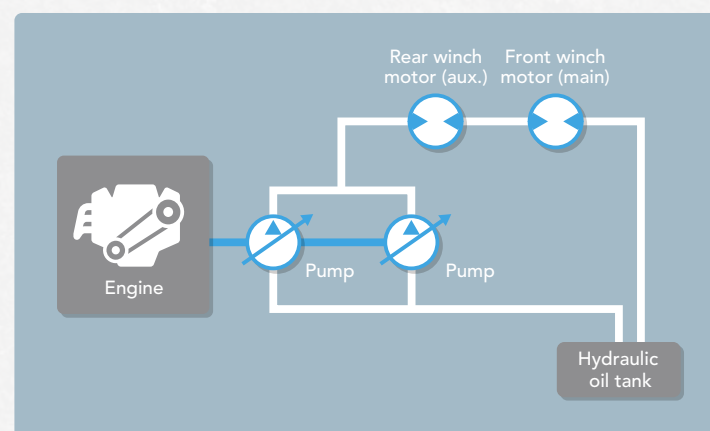 Rear winch
motor (aux.)
Front winch
motor (main)
Engine
Pump
Pump
Hydraulic
oil tank